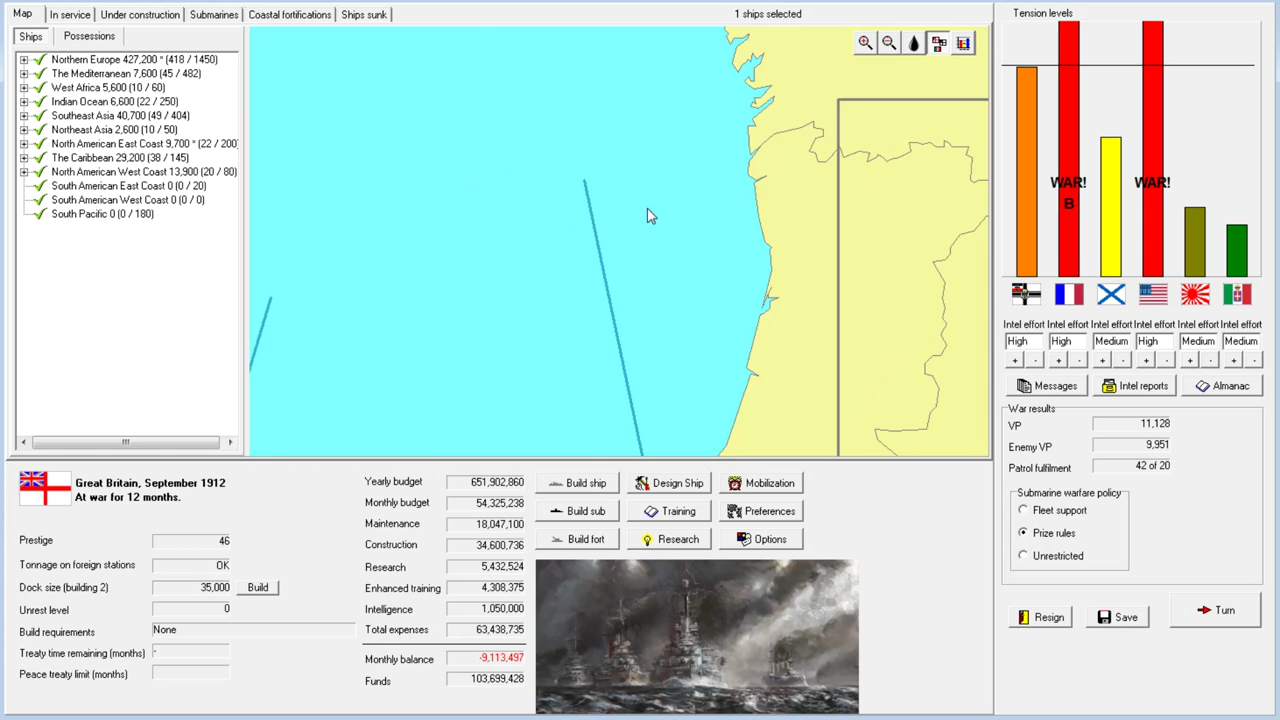 Map
In service
Under construction
Submarines
Coastal fortifications
Ships sunk
1 ships selected
Tension levels
Ships
Possessions
Northern Europe 427,200 * (418 / 1450)
The Mediterranean 7,600 (45 / 482)
West Africa 5,600 (10 / 60)
Indian Ocean 6,600 (22 / 250)
Southeast Asia 40,700 (49 / 404)
Northeast Asia 2,600 (10 / 50)
North American East Coast 9,700 * (22 / 200)
The Caribbean 29,200 (38 / 145)
North American West Coast 13,900 (20 / 80)
South American East Coast 0 (0 / 20)
South American West Coast 0 (0 / 0)
South Pacific 0 (0 / 180)
WAR!
B
WAR!
Intel effort Intel effort Intel effort Intel effort Intel effort Intel effort
High High Medium High Medium Medium
+ - + - + - + - + - + -
Messages
Intel reports
Almanac
War results
VP 11,128
Enemy VP 9,951
Patrol fulfilment 42 of 20
Submarine warfare policy
Fleet support
Prize rules
Unrestricted
Resign
Save
Turn
Great Britain, September 1912
At war for 12 months.
Prestige 46
Tonnage on foreign stations OK
Dock size (building 2) 35,000 Build
Unrest level 0
Build requirements None
Treaty time remaining (months) -
Peace treaty limit (months)
Yearly budget 651,902,860
Monthly budget 54,325,238
Maintenance 18,047,100
Construction 34,600,736
Research 5,432,524
Enhanced training 4,308,375
Intelligence 1,050,000
Total expenses 63,438,735
Monthly balance -9,113,497
Funds 103,699,428
Build ship
Design Ship
Mobilization
Build sub
Training
Preferences
Build fort
Research
Options